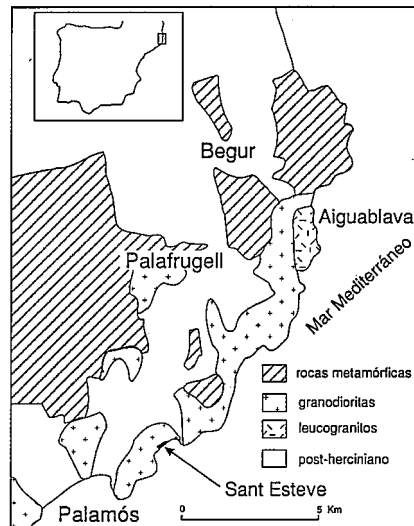 Begur
Aiguablava
Palafrugell
Mar Mediterráneo
rocas metamórficas
granodioritas
leucogranitos
post-herciniano
Sant Esteve
Palamós
0 5 Km